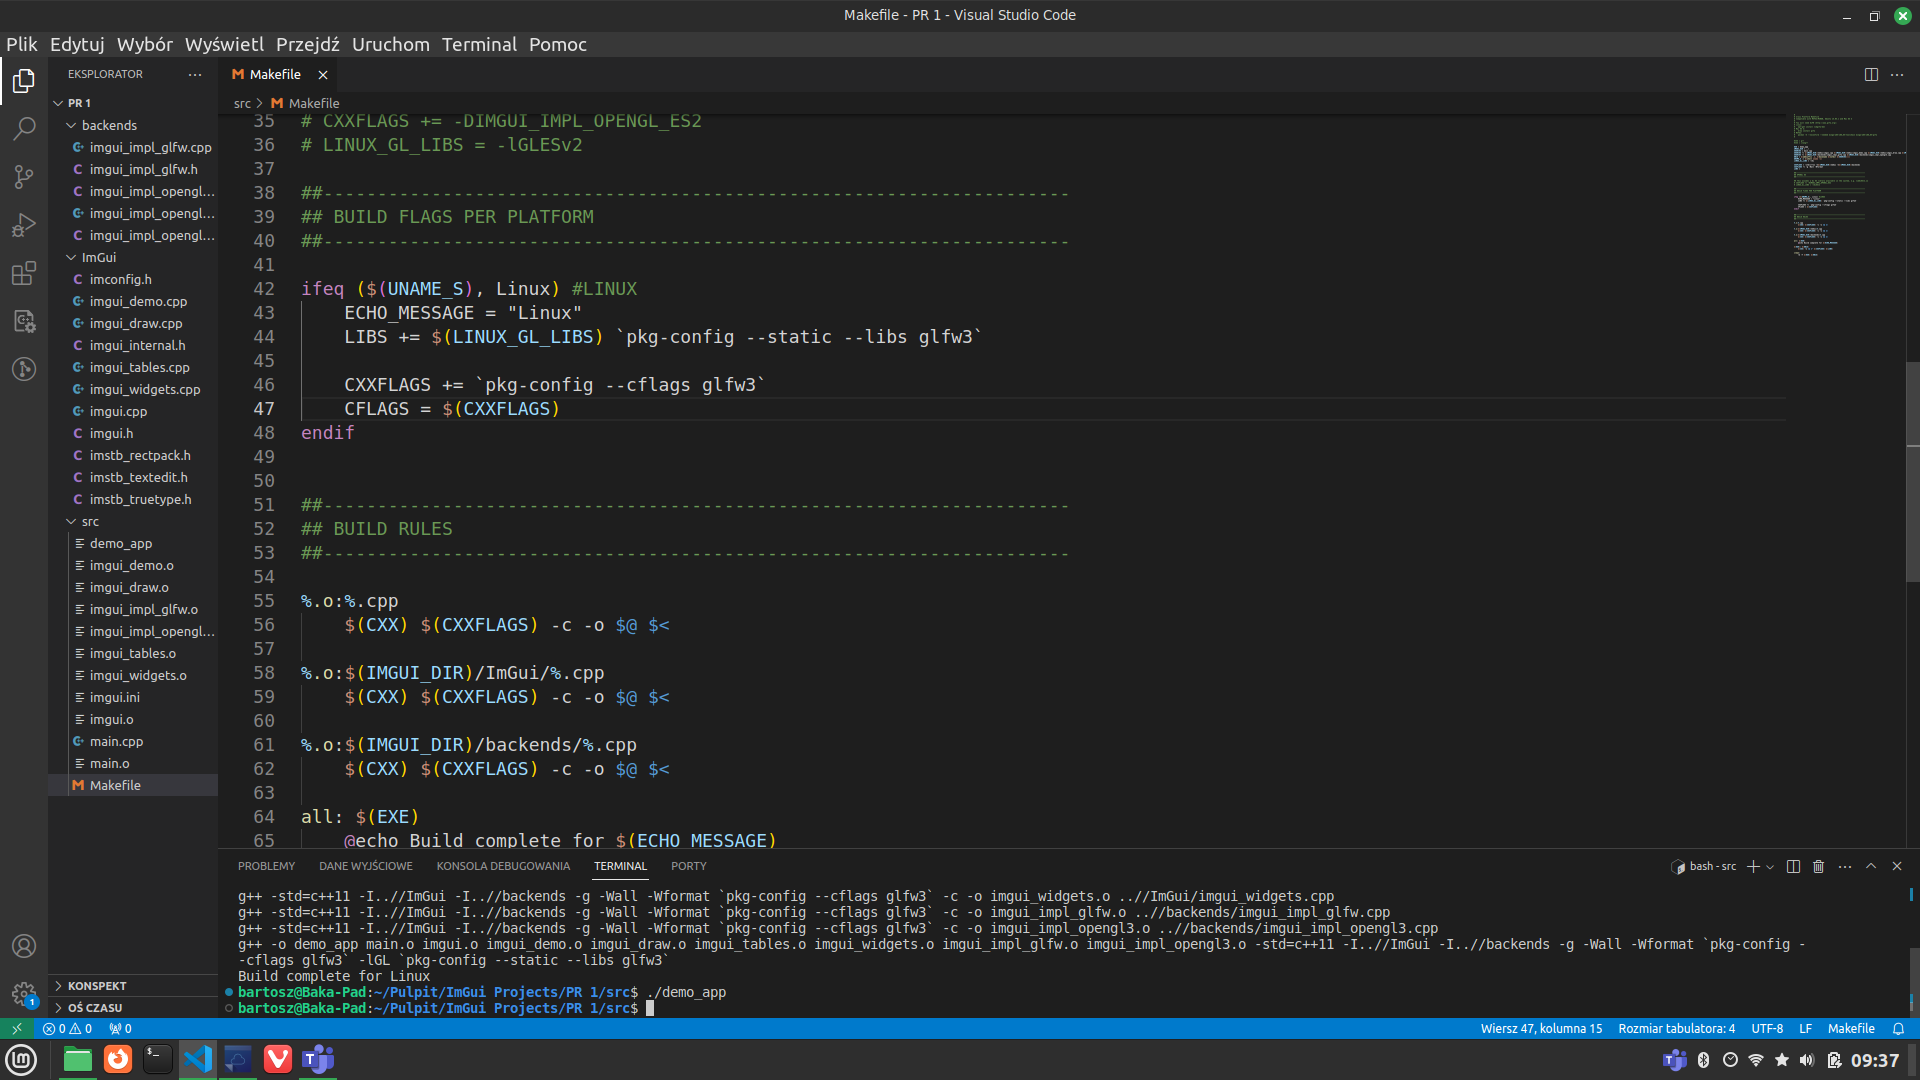 Makefile - PR 1 - Visual Studio Code
Plik Edytuj Wybór Wyświetl Przejdź Uruchom Terminal Pomoc
EKSPLORATOR
PR 1
backends
imgui_impl_glfw.cpp
imgui_impl_glfw.h
imgui_impl_opengl...
imgui_impl_opengl...
imgui_impl_opengl...
ImGui
imconfig.h
imgui_demo.cpp
imgui_draw.cpp
imgui_internal.h
imgui_tables.cpp
imgui_widgets.cpp
imgui.cpp
imgui.h
imstb_rectpack.h
imstb_textedit.h
imstb_truetype.h
src
demo_app
imgui_demo.o
imgui_draw.o
imgui_impl_glfw.o
imgui_impl_opengl...
imgui_tables.o
imgui_widgets.o
imgui.ini
imgui.o
main.cpp
main.o
Makefile
KONSPEKT
OŚ CZASU
Makefile
src > Makefile
35 # CXXFLAGS += -DIMGUI_IMPL_OPENGL_ES2
36 # LINUX_GL_LIBS = -lGLESv2
37
38 ##---------------------------------------------------------------------
39 ## BUILD FLAGS PER PLATFORM
40 ##---------------------------------------------------------------------
41
42 ifeq ($(UNAME_S), Linux) #LINUX
43 ECHO_MESSAGE = "Linux"
44 LIBS += $(LINUX_GL_LIBS) `pkg-config --static --libs glfw3`
45
46 CXXFLAGS += `pkg-config --cflags glfw3`
47 CFLAGS = $(CXXFLAGS)
48 endif
49
50
51 ##---------------------------------------------------------------------
52 ## BUILD RULES
53 ##---------------------------------------------------------------------
54
55 %.o:%.cpp
56 $(CXX) $(CXXFLAGS) -c -o $@ $<
57
58 %.o:$(IMGUI_DIR)/ImGui/%.cpp
59 $(CXX) $(CXXFLAGS) -c -o $@ $<
60
61 %.o:$(IMGUI_DIR)/backends/%.cpp
62 $(CXX) $(CXXFLAGS) -c -o $@ $<
63
64 all: $(EXE)
65 @echo Build complete for $(ECHO_MESSAGE)
PROBLEMY DANE WYJŚCIOWE KONSOLA DEBUGOWANIA TERMINAL PORTY
bash - src
g++ -std=c++11 -I..//ImGui -I..//backends -g -Wall -Wformat `pkg-config --cflags glfw3` -c -o imgui_widgets.o ..//ImGui/imgui_widgets.cpp
g++ -std=c++11 -I..//ImGui -I..//backends -g -Wall -Wformat `pkg-config --cflags glfw3` -c -o imgui_impl_glfw.o ..//backends/imgui_impl_glfw.cpp
g++ -std=c++11 -I..//ImGui -I..//backends -g -Wall -Wformat `pkg-config --cflags glfw3` -c -o imgui_impl_opengl3.o ..//backends/imgui_impl_opengl3.cpp
g++ -o demo_app main.o imgui.o imgui_demo.o imgui_draw.o imgui_tables.o imgui_widgets.o imgui_impl_glfw.o imgui_impl_opengl3.o -std=c++11 -I..//ImGui -I..//backends -g -Wall -Wformat `pkg-config -
-cflags glfw3` -lGL `pkg-config --static --libs glfw3`
Build complete for Linux
bartosz@Baka-Pad:~/Pulpit/ImGui Projects/PR 1/src$ ./demo_app
bartosz@Baka-Pad:~/Pulpit/ImGui Projects/PR 1/src$
1
0 0 0
Wiersz 47, kolumna 15 Rozmiar tabulatora: 4 UTF-8 LF Makefile
09:37